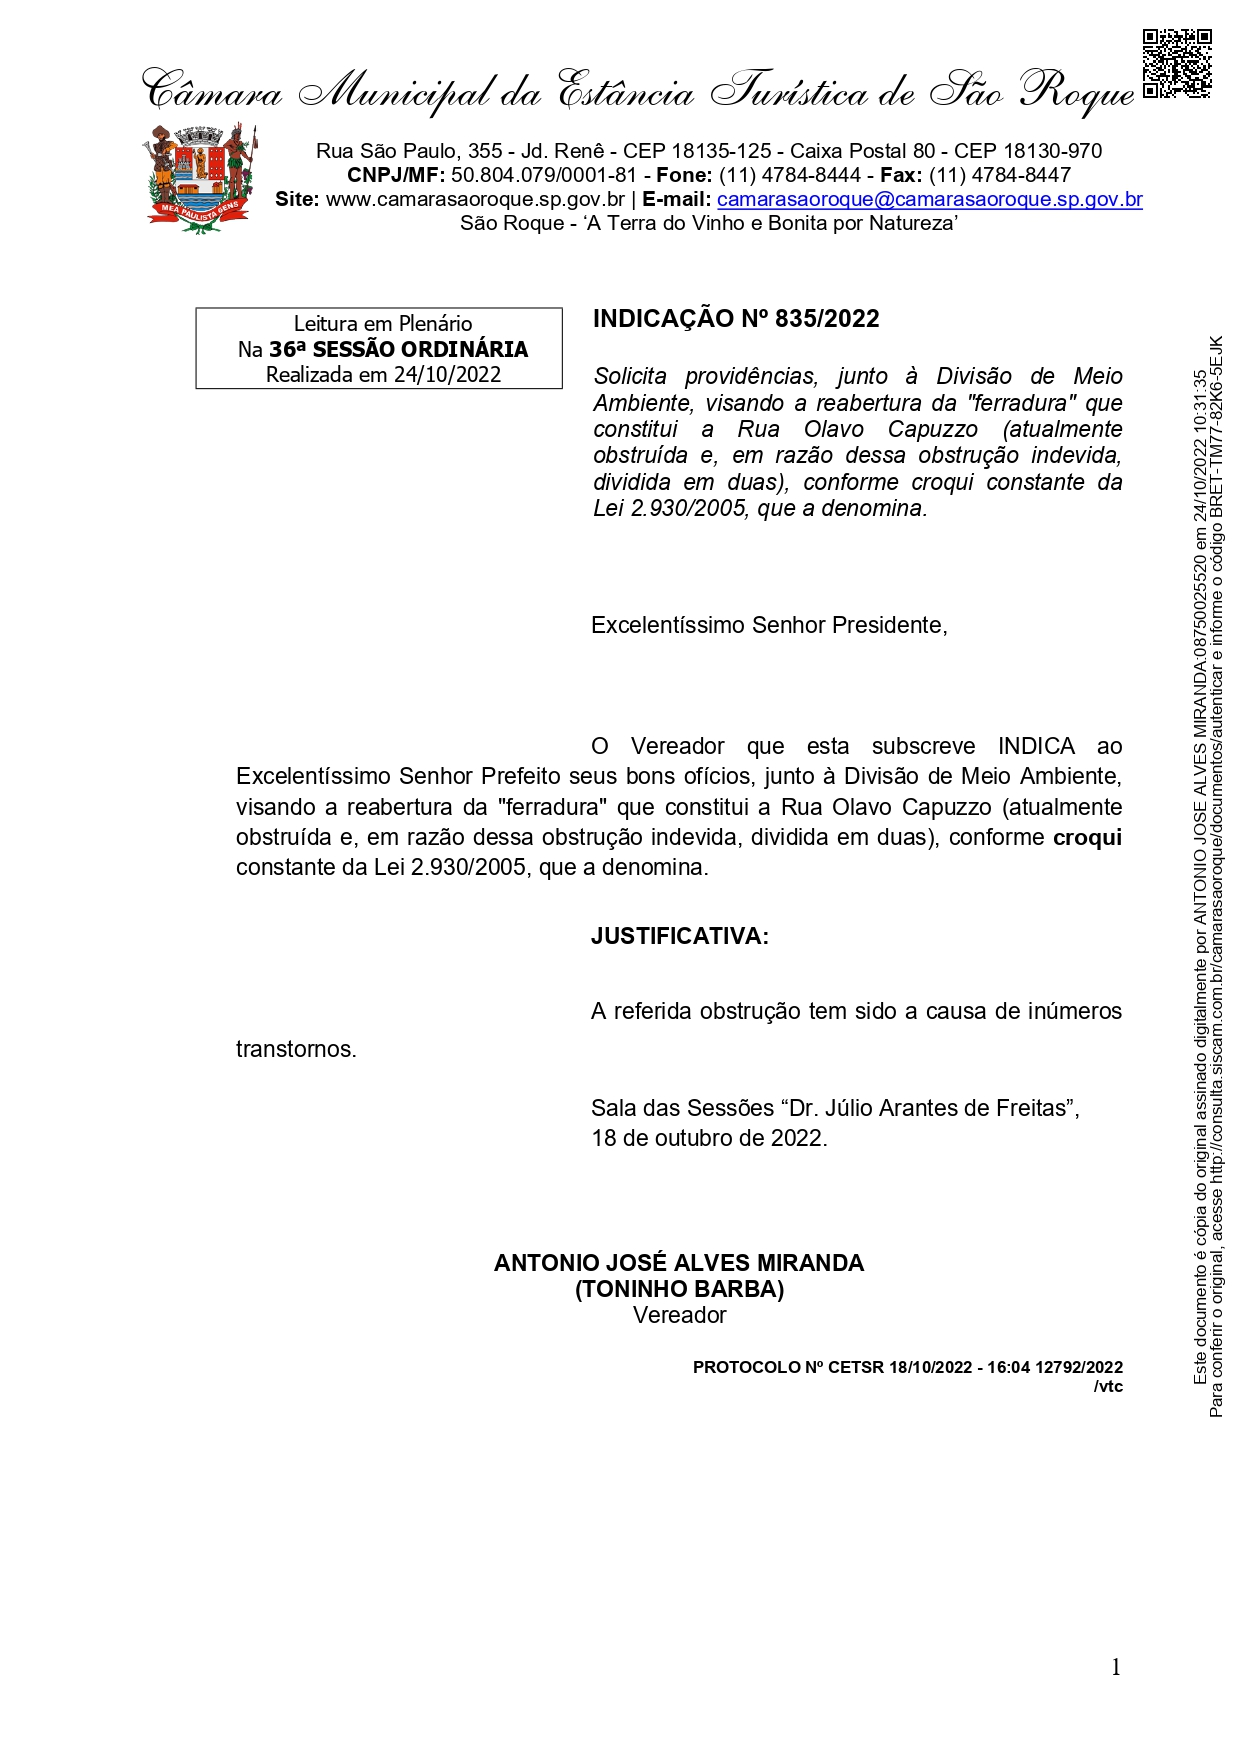 Câmara Municipal da Estância Turística de São Roque
Rua São Paulo, 355 - Jd. Renê - CEP 18135-125 - Caixa Postal 80 - CEP 18130-970
CNPJ/MF: 50.804.079/0001-81 - Fone: (11) 4784-8444 - Fax: (11) 4784-8447
Site: www.camarasaoroque.sp.gov.br | E-mail: camarasaoroque@camarasaoroque.sp.gov.br
São Roque - ‘A Terra do Vinho e Bonita por Natureza’
MEA PAULISTA GENS
Leitura em Plenário
Na 36ª SESSÃO ORDINÁRIA
Realizada em 24/10/2022
INDICAÇÃO Nº 835/2022
Solicita providências, junto à Divisão de Meio
Ambiente, visando a reabertura da "ferradura" que
constitui a Rua Olavo Capuzzo (atualmente
obstruída e, em razão dessa obstrução indevida,
dividida em duas), conforme croqui constante da
Lei 2.930/2005, que a denomina.
Excelentíssimo Senhor Presidente,
O Vereador que esta subscreve INDICA ao
Excelentíssimo Senhor Prefeito seus bons ofícios, junto à Divisão de Meio Ambiente,
visando a reabertura da "ferradura" que constitui a Rua Olavo Capuzzo (atualmente
obstruída e, em razão dessa obstrução indevida, dividida em duas), conforme croqui
constante da Lei 2.930/2005, que a denomina.
JUSTIFICATIVA:
A referida obstrução tem sido a causa de inúmeros
transtornos.
Sala das Sessões “Dr. Júlio Arantes de Freitas”,
18 de outubro de 2022.
ANTONIO JOSÉ ALVES MIRANDA
(TONINHO BARBA)
Vereador
PROTOCOLO Nº CETSR 18/10/2022 - 16:04 12792/2022
/vtc
1
Este documento é cópia do original assinado digitalmente por ANTONIO JOSE ALVES MIRANDA:08750025520 em 24/10/2022 10:31:35
Para conferir o original, acesse http://consulta.siscam.com.br/camarasaoroque/documentos/autenticar e informe o código BRET-TM77-82K6-5EJK